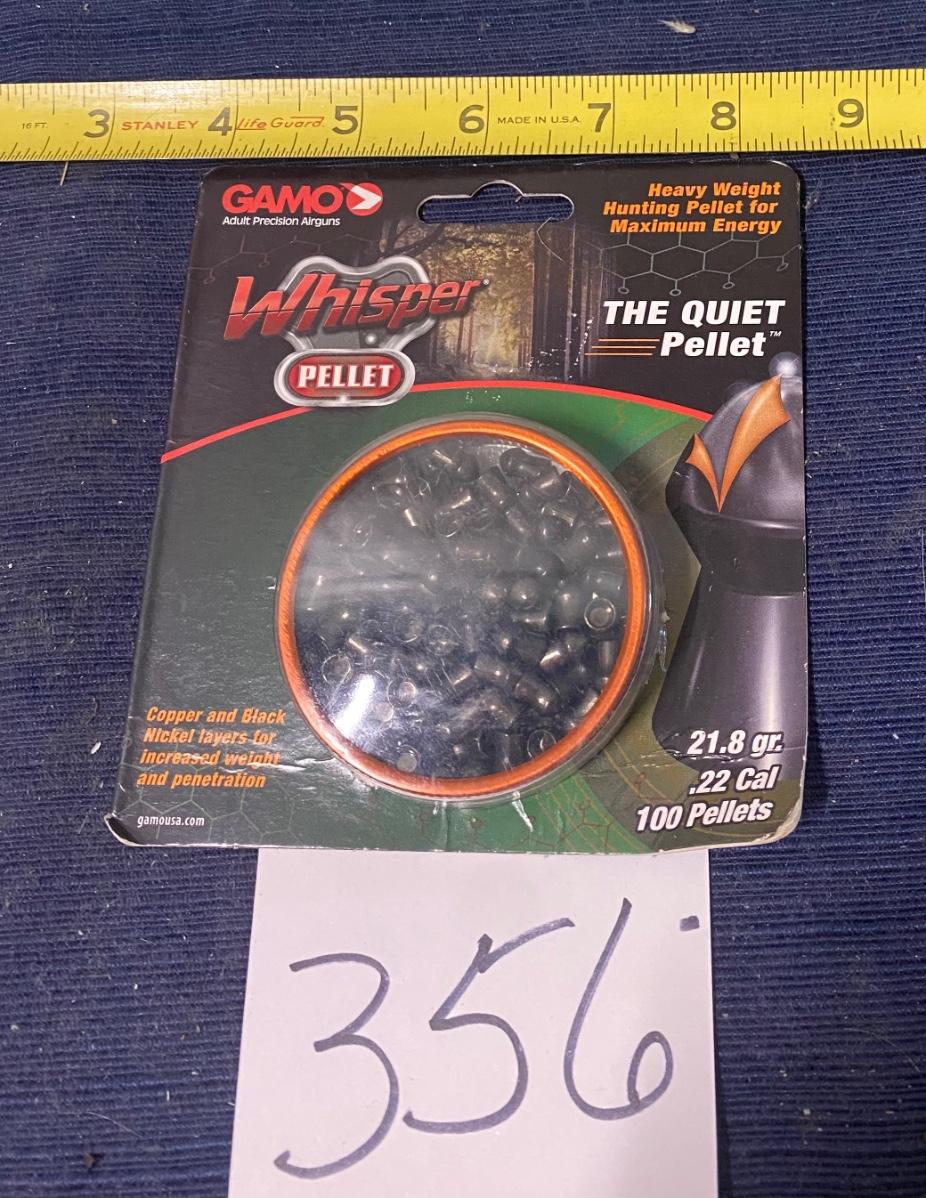 16 FT. 3 STANLEY 4 Life Guard. 5 6 MADE IN U.S.A. 7 8 9
GAMO
Adult Precision Airguns
Heavy Weight
Hunting Pellet for
Maximum Energy
Whisper®
PELLET
THE QUIET
Pellet™
Copper and Black
Nickel layers for
increased weight
and penetration
gamousa.com
21.8 gr.
.22 Cal
100 Pellets
356